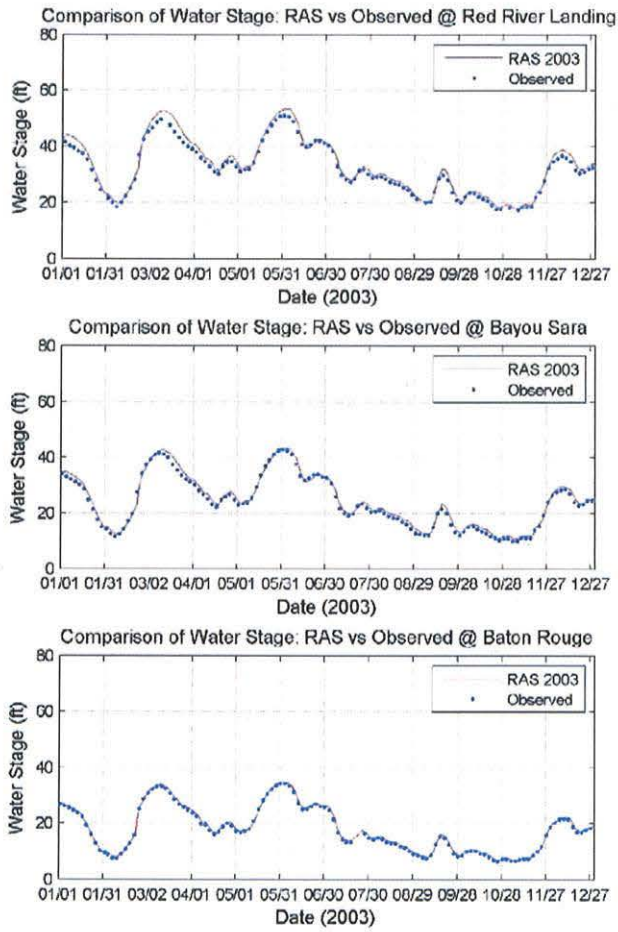 Comparison of Water Stage: RAS vs Observed @ Red River Landing
80
60
40
20
0
Water Stage (ft)
RAS 2003
Observed
01/01 01/31 03/02 04/01 05/01 05/31 06/30 07/30 08/29 09/28 10/28 11/27 12/27
Date (2003)
Comparison of Water Stage: RAS vs Observed @ Bayou Sara
80
60
40
20
0
Water Stage (ft)
RAS 2003
Observed
01/01 01/31 03/02 04/01 05/01 05/31 06/30 07/30 08/29 09/28 10/28 11/27 12/27
Date (2003)
Comparison of Water Stage: RAS vs Observed @ Baton Rouge
80
60
40
20
0
Water Stage (ft)
RAS 2003
Observed
01/01 01/31 03/02 04/01 05/01 05/31 06/30 07/30 08/29 09/28 10/28 11/27 12/27
Date (2003)